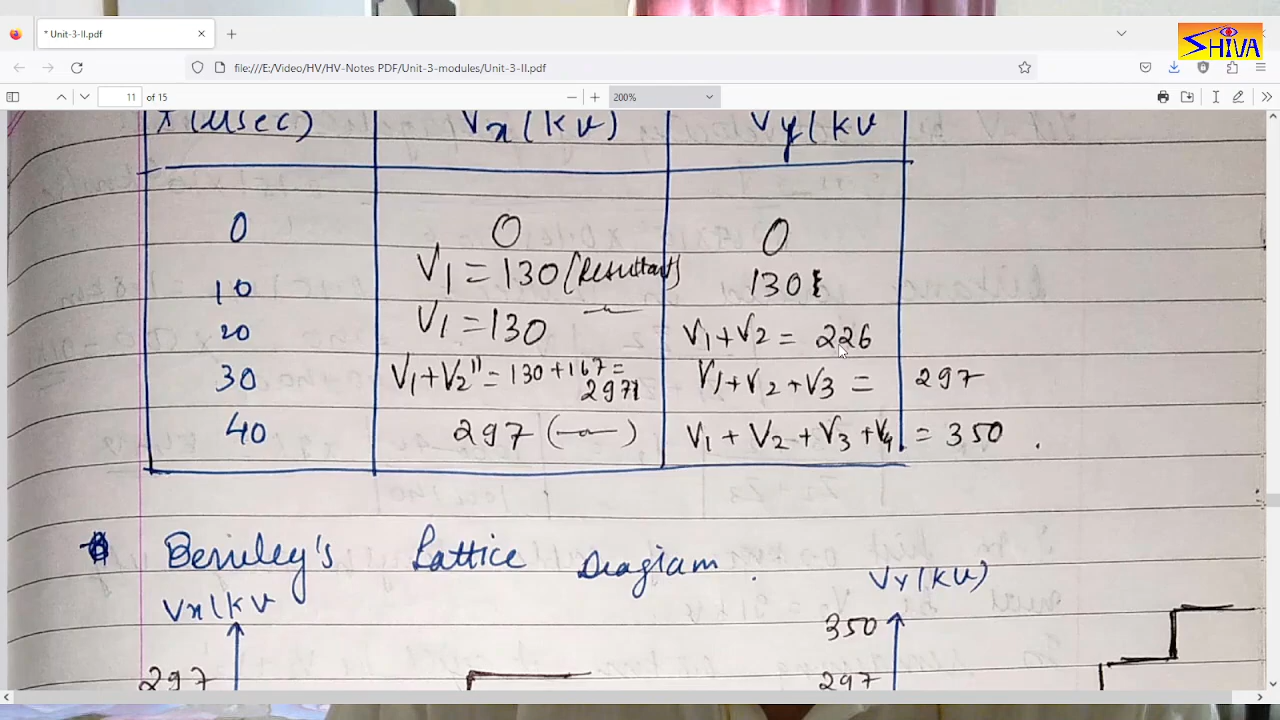 Unit-3-II.pdf
SHIVA
file:///E:/Video/HV/HV-Notes PDF/Unit-3-modules/Unit-3-II.pdf
11 of 15
200%
(μsec) Vx (kv) Vy (kv
0 0 0
10 V1 = 130 (Resultant) 130
20 V1 = 130 V1 + V2 = 226
30 V1 + V2" = 130 + 167 = V1 + V2 + V3 = 297
297
40 297 ( ) V1 + V2 + V3 + V4 = 350 .
Lattice Diagram .
Vx (kv Vy (kv)
350
297 297